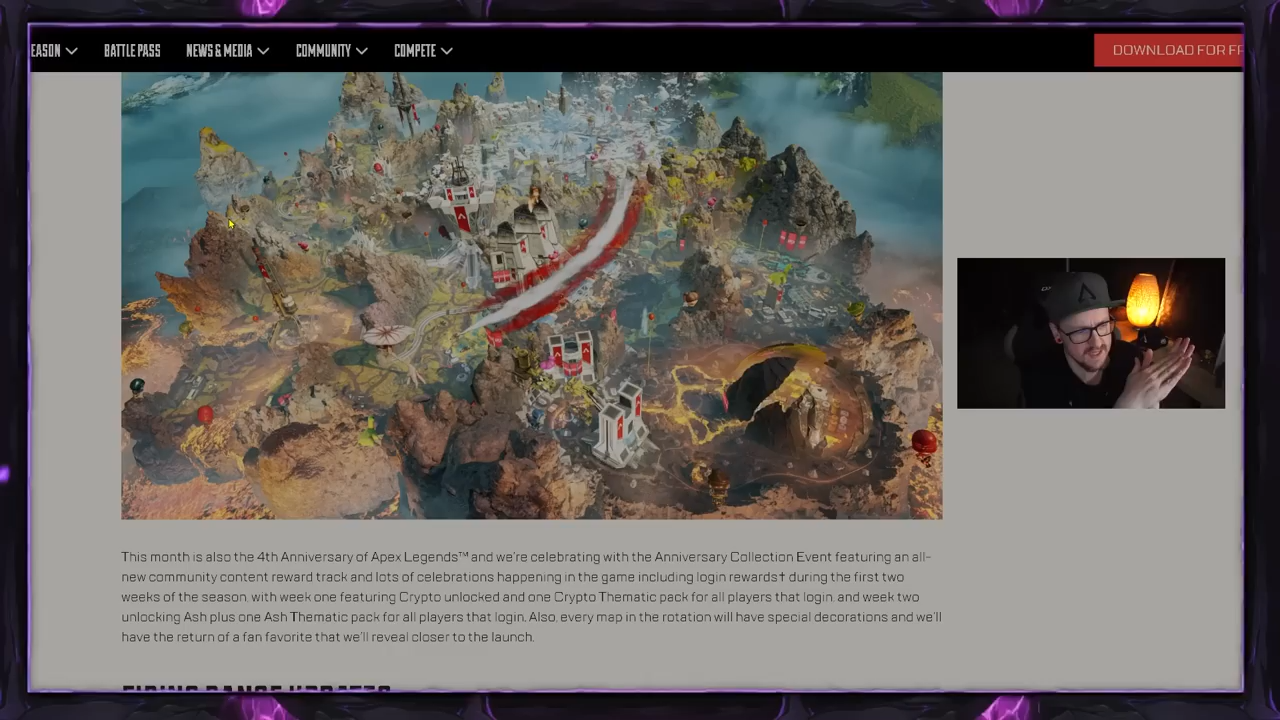 EASON
BATTLE PASS
NEWS & MEDIA
COMMUNITY
COMPETE
DOWNLOAD FOR FR
This month is also the 4th Anniversary of Apex Legends™ and we're celebrating with the Anniversary Collection Event featuring an all-
new community content reward track and lots of celebrations happening in the game including login rewards† during the first two
weeks of the season, with week one featuring Crypto unlocked and one Crypto Thematic pack for all players that login, and week two
unlocking Ash plus one Ash Thematic pack for all players that login. Also, every map in the rotation will have special decorations and we'll
have the return of a fan favorite that we'll reveal closer to the launch.
FIRING RANGE UPDATES